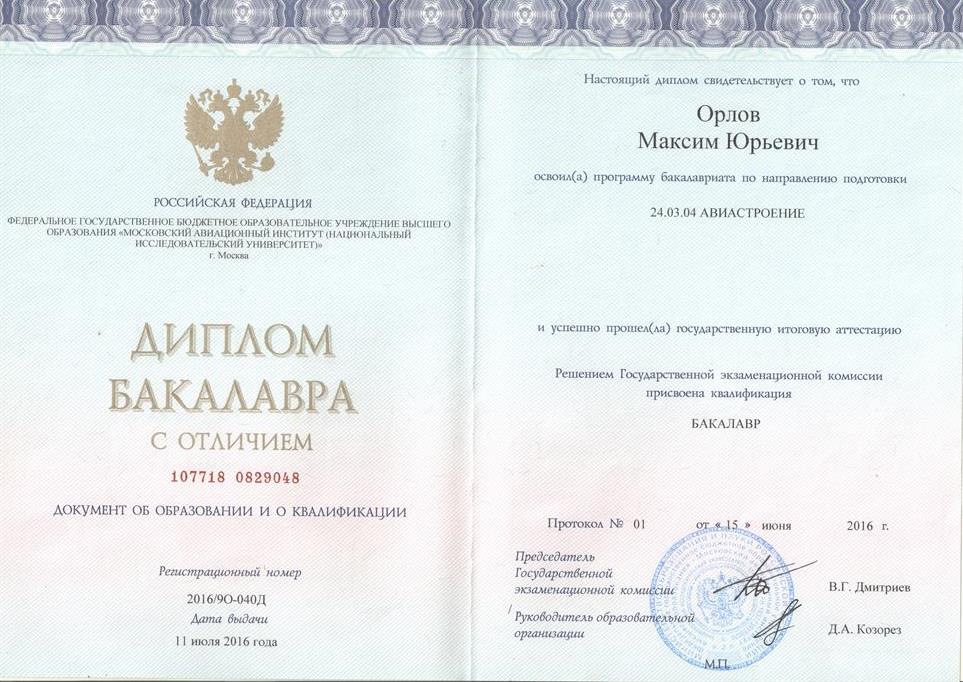 РОССИЙСКАЯ ФЕДЕРАЦИЯ
ФЕДЕРАЛЬНОЕ ГОСУДАРСТВЕННОЕ БЮДЖЕТНОЕ ОБРАЗОВАТЕЛЬНОЕ УЧРЕЖДЕНИЕ ВЫСШЕГО
ОБРАЗОВАНИЯ «МОСКОВСКИЙ АВИАЦИОННЫЙ ИНСТИТУТ (НАЦИОНАЛЬНЫЙ
ИССЛЕДОВАТЕЛЬСКИЙ УНИВЕРСИТЕТ)»
г. Москва
ДИПЛОМ
БАКАЛАВРА
С ОТЛИЧИЕМ
107718 0829048
ДОКУМЕНТ ОБ ОБРАЗОВАНИИ И О КВАЛИФИКАЦИИ
Регистрационный номер
2016/9О-040Д
Дата выдачи
11 июля 2016 года
Настоящий диплом свидетельствует о том, что
Орлов
Максим Юрьевич
освоил(а) программу бакалавриата по направлению подготовки
24.03.04 АВИАСТРОЕНИЕ
и успешно прошел(ла) государственную итоговую аттестацию
Решением Государственной экзаменационной комиссии
присвоена квалификация
БАКАЛАВР
Протокол № 01 от « 15 » июня 2016 г.
Председатель
Государственной
экзаменационной комиссии В.Г. Дмитриев
Руководитель образовательной
организации Д.А. Козорез
М.П.